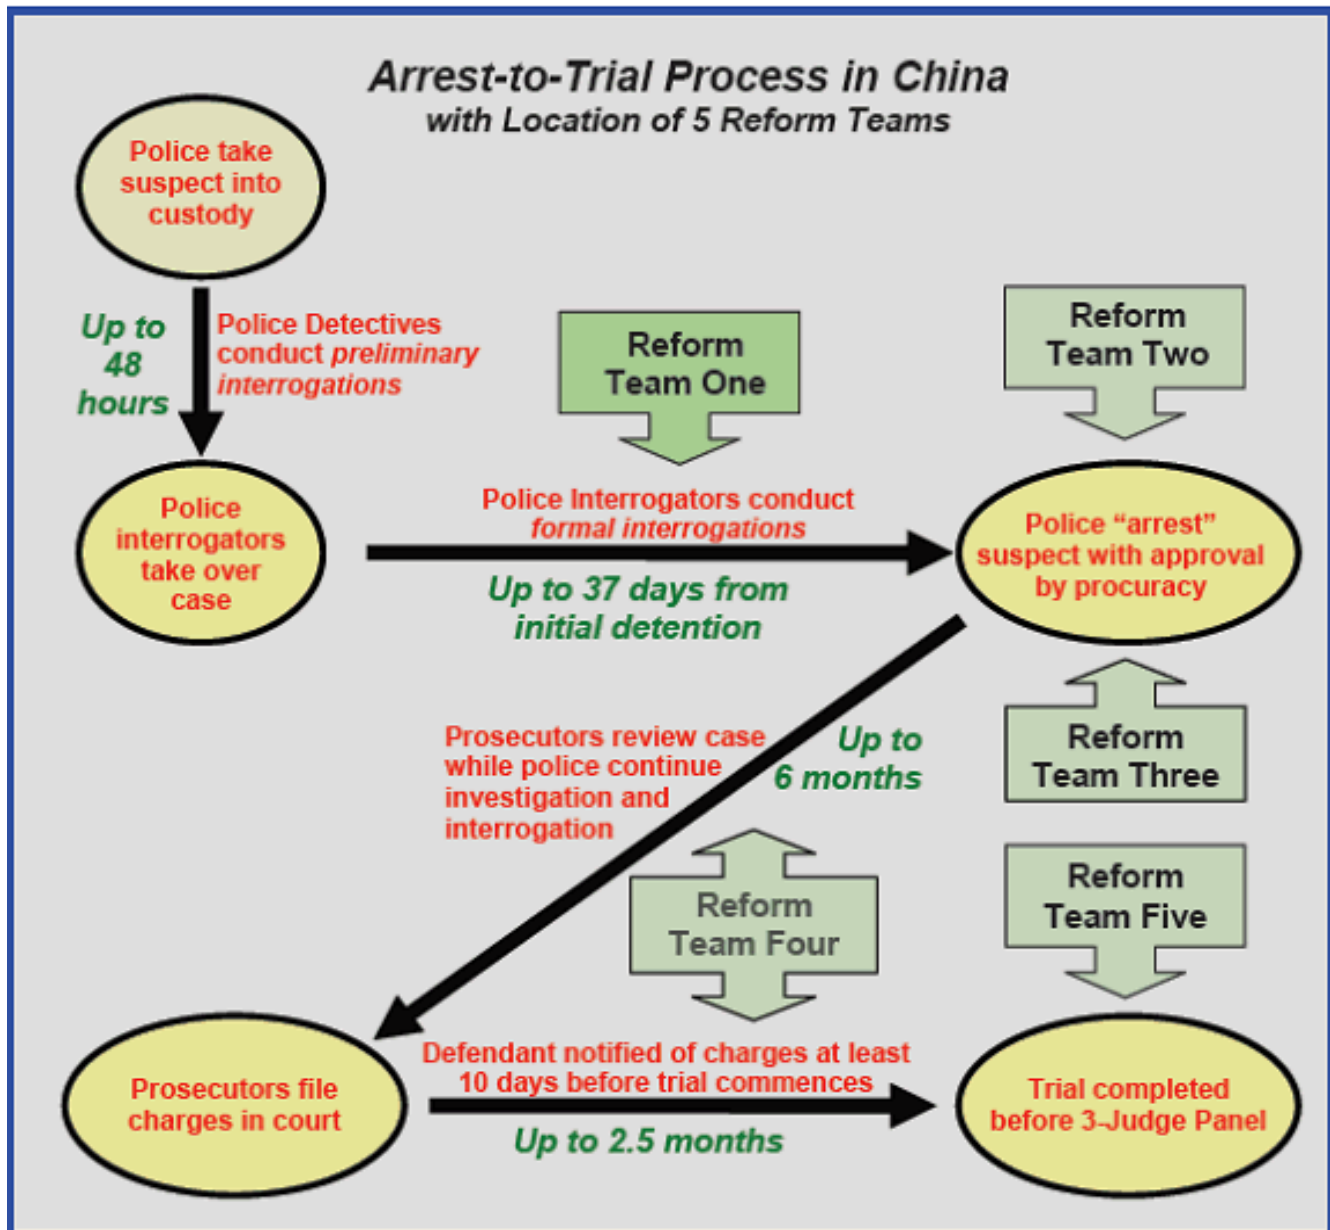 Arrest-to-Trial Process in China
with Location of 5 Reform Teams
Police take
suspect into
custody
Up to
48
hours
Police Detectives
conduct preliminary
interrogations
Reform
Team One
Reform
Team Two
Police
interrogators
take over
case
Police Interrogators conduct
formal interrogations
Up to 37 days from
initial detention
Police “arrest”
suspect with approval
by procuracy
Prosecutors review case
while police continue
investigation and
interrogation
Up to
6 months
Reform
Team Three
Reform
Team Four
Reform
Team Five
Prosecutors file
charges in court
Defendant notified of charges at least
10 days before trial commences
Up to 2.5 months
Trial completed
before 3-Judge Panel